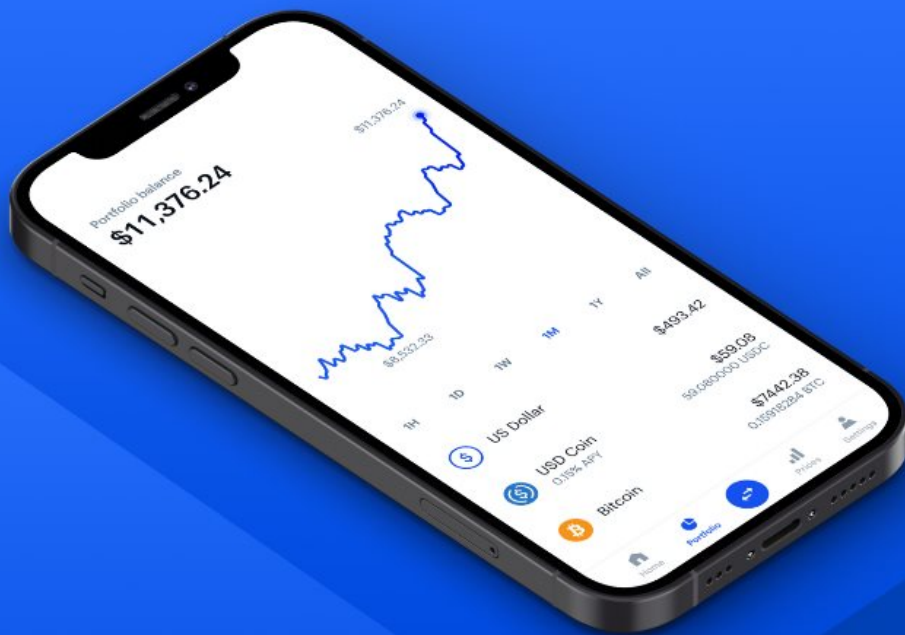 Portfolio balance
$11,376.24
$11,376.24
$8,532.33
1H 1D 1W 1M 1Y All
US Dollar $493.42
USD Coin $59.08
0.15% APY 59.080000 USDC
Bitcoin $7442.38
0.15918284 BTC
Home Portfolio Prices Settings